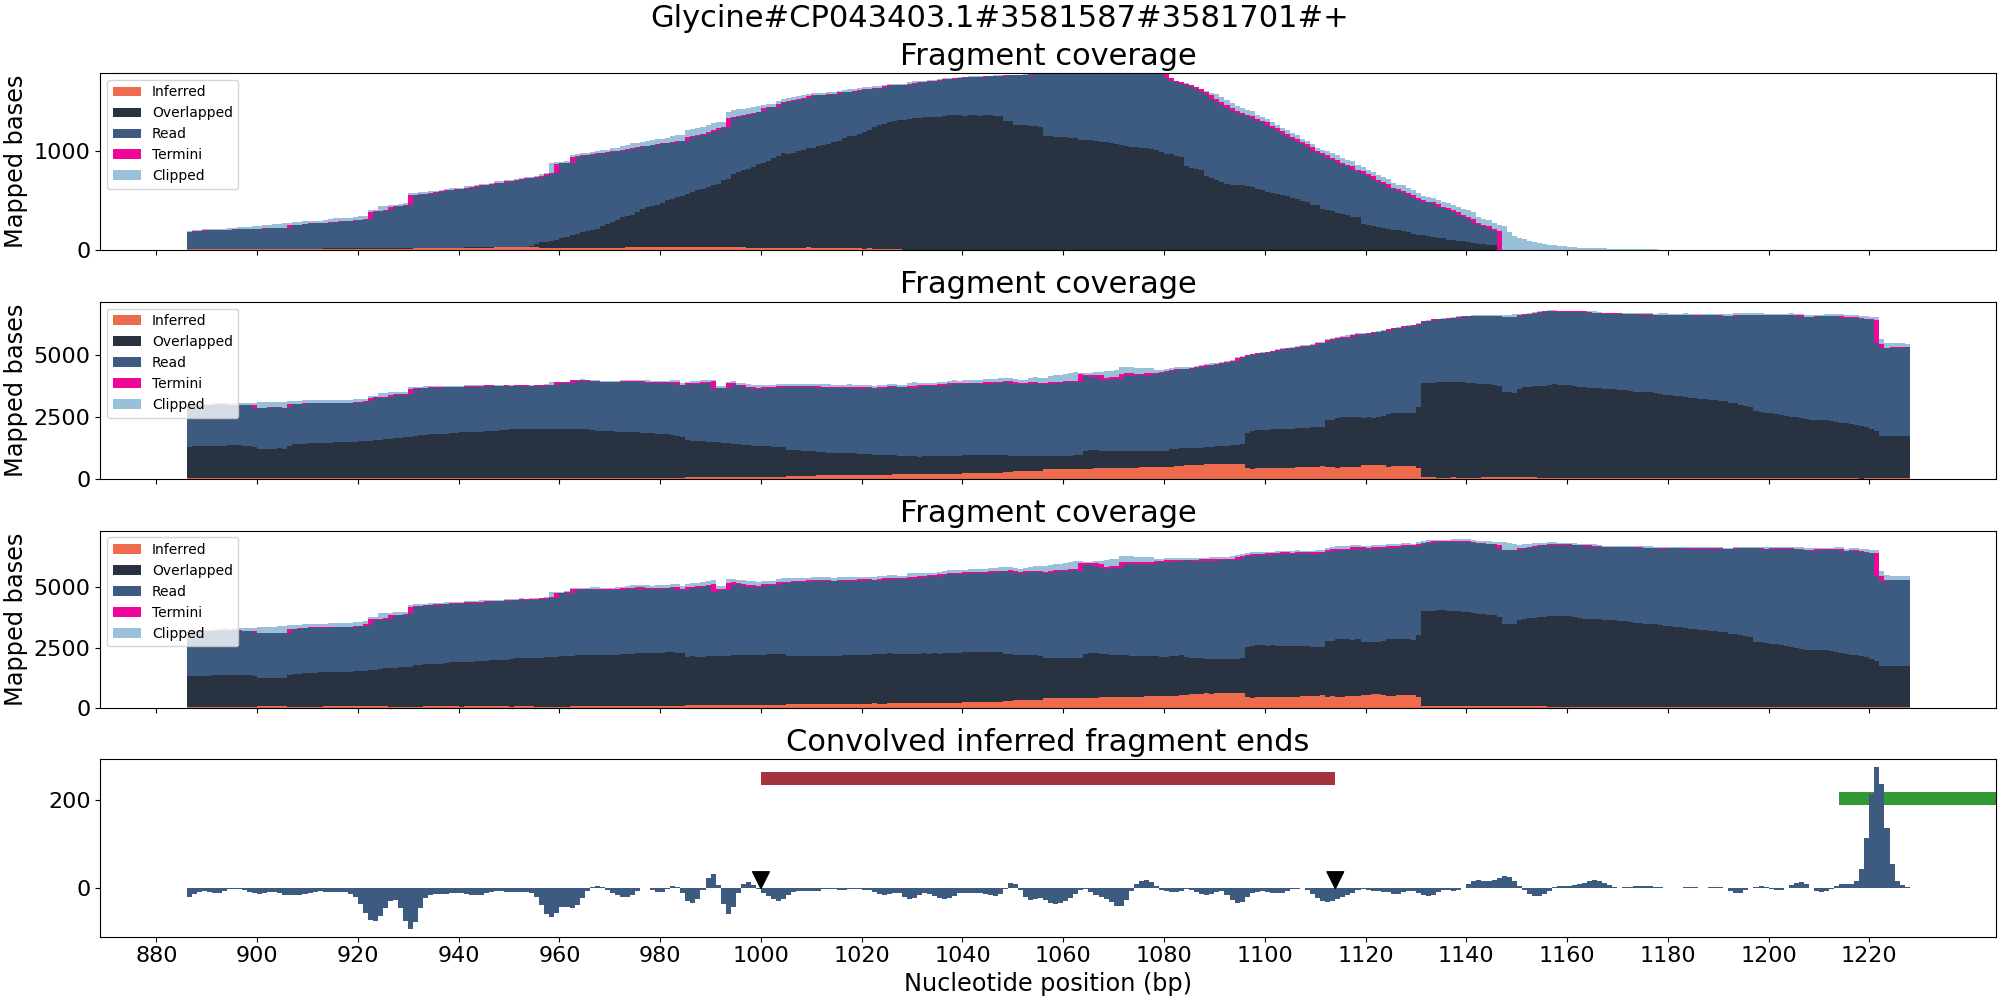 Glycine#CP043403.1#3581587#3581701#+
Fragment coverage
Mapped bases
1000
0
Inferred
Overlapped
Read
Termini
Clipped
Fragment coverage
Mapped bases
5000
2500
0
Inferred
Overlapped
Read
Termini
Clipped
Fragment coverage
Mapped bases
5000
2500
0
Inferred
Overlapped
Read
Termini
Clipped
Convolved inferred fragment ends
200
0
880 900 920 940 960 980 1000 1020 1040 1060 1080 1100 1120 1140 1160 1180 1200 1220
Nucleotide position (bp)